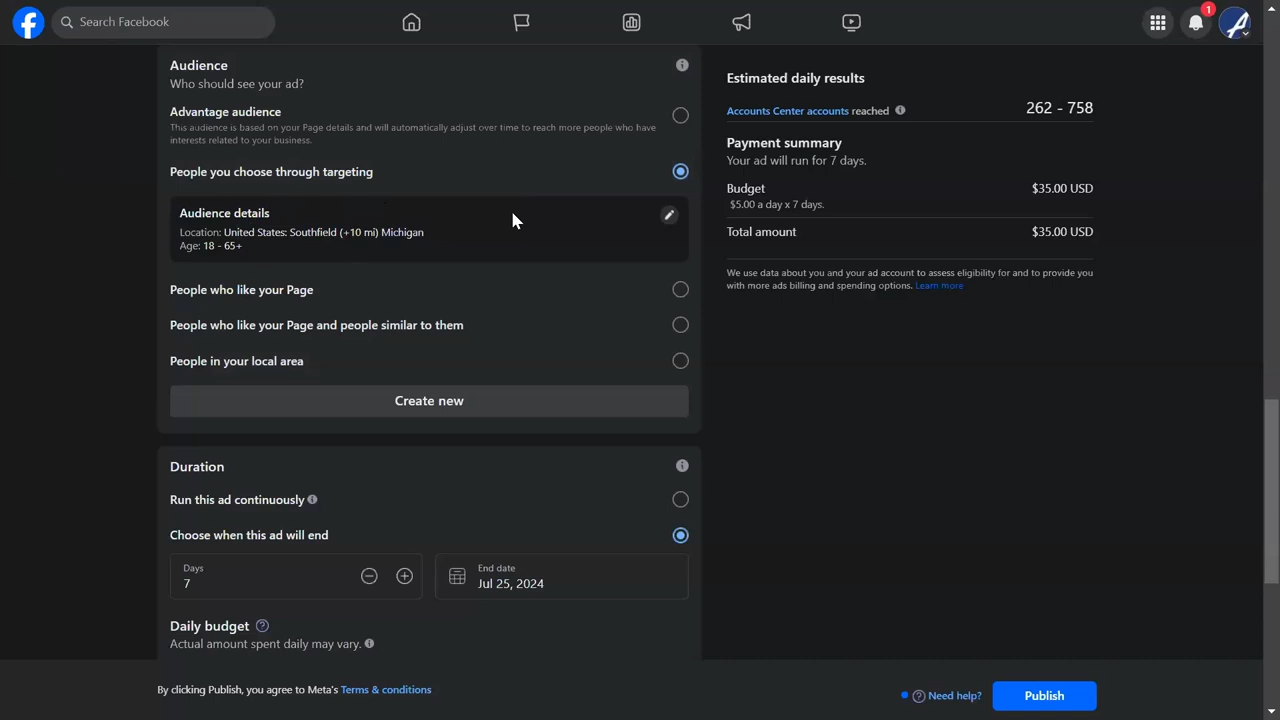 Search Facebook
1
Audience
Who should see your ad?
Advantage audience
This audience is based on your Page details and will automatically adjust over time to reach more people who have
interests related to your business.
People you choose through targeting
Audience details
Location: United States: Southfield (+10 mi) Michigan
Age: 18 - 65+
People who like your Page
People who like your Page and people similar to them
People in your local area
Create new
Duration
Run this ad continuously
Choose when this ad will end
Days
7
End date
Jul 25, 2024
Daily budget
Actual amount spent daily may vary.
Estimated daily results
Accounts Center accounts reached 262 - 758
Payment summary
Your ad will run for 7 days.
Budget $35.00 USD
$5.00 a day x 7 days.
Total amount $35.00 USD
We use data about you and your ad account to assess eligibility for and to provide you
with more ads billing and spending options. Learn more
By clicking Publish, you agree to Meta's Terms & conditions
Need help?
Publish